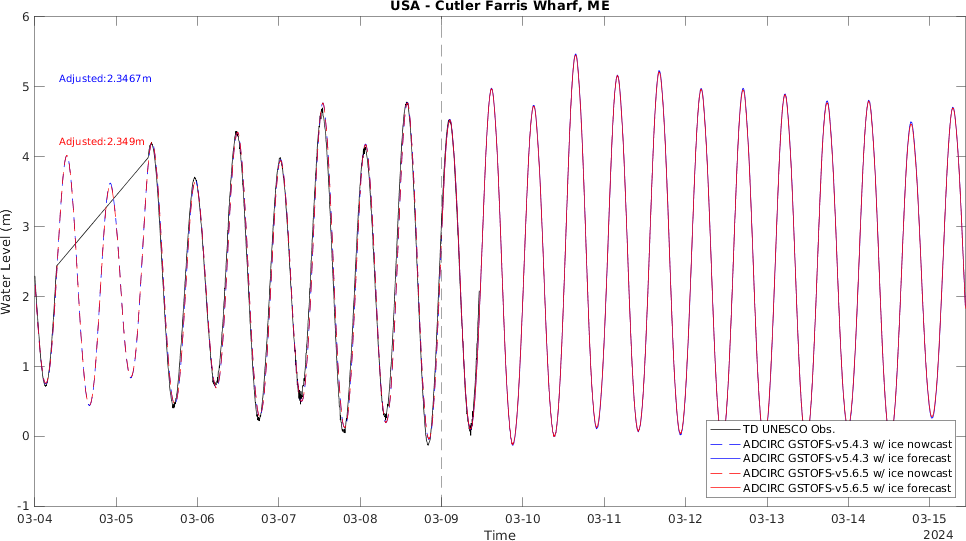 USA - Cutler Farris Wharf, ME
6
5
4
3
2
1
0
-1
Water Level (m)
Adjusted:2.3467m
Adjusted:2.349m
TD UNESCO Obs.
ADCIRC GSTOFS-v5.4.3 w/ ice nowcast
ADCIRC GSTOFS-v5.4.3 w/ ice forecast
ADCIRC GSTOFS-v5.6.5 w/ ice nowcast
ADCIRC GSTOFS-v5.6.5 w/ ice forecast
03-04 03-05 03-06 03-07 03-08 03-09 03-10 03-11 03-12 03-13 03-14 03-15
Time
2024